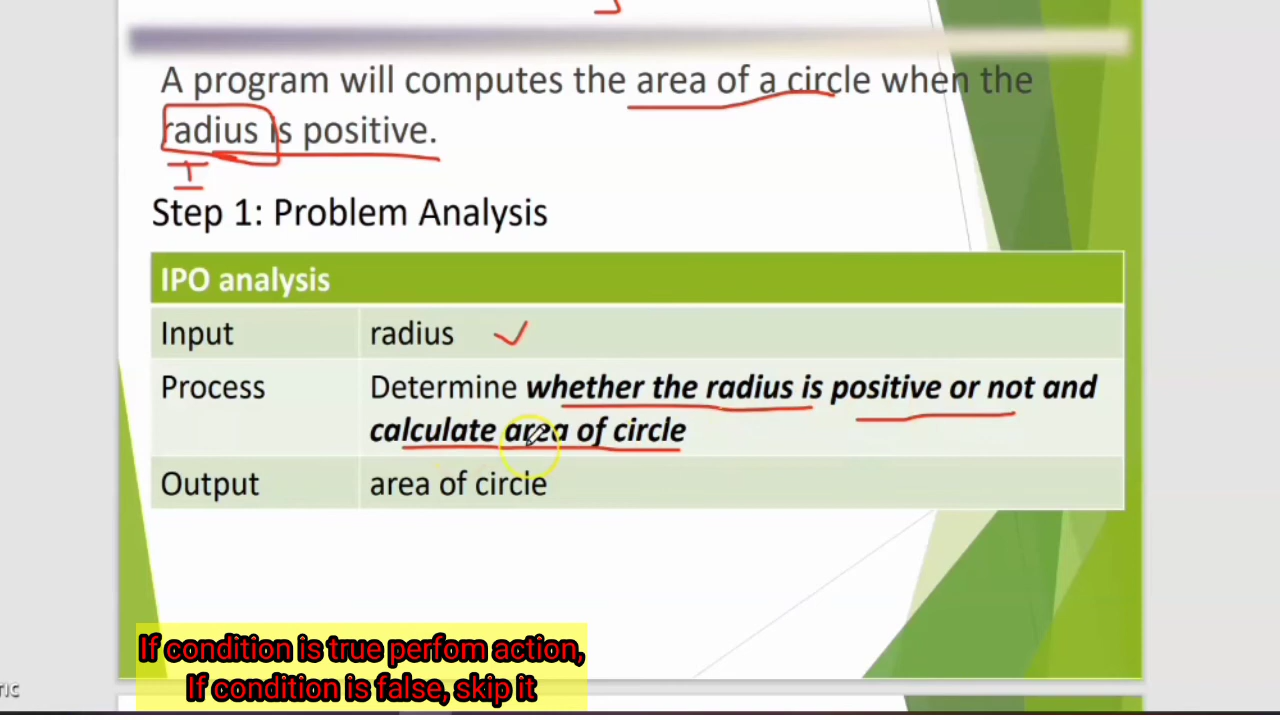 A program will computes the area of a circle when the
radius is positive.
I
Step 1: Problem Analysis
IPO analysis
Input radius
Process Determine whether the radius is positive or not and
calculate area of circle
Output area of circle
If condition is true perfom action,
If condition is false, skip it